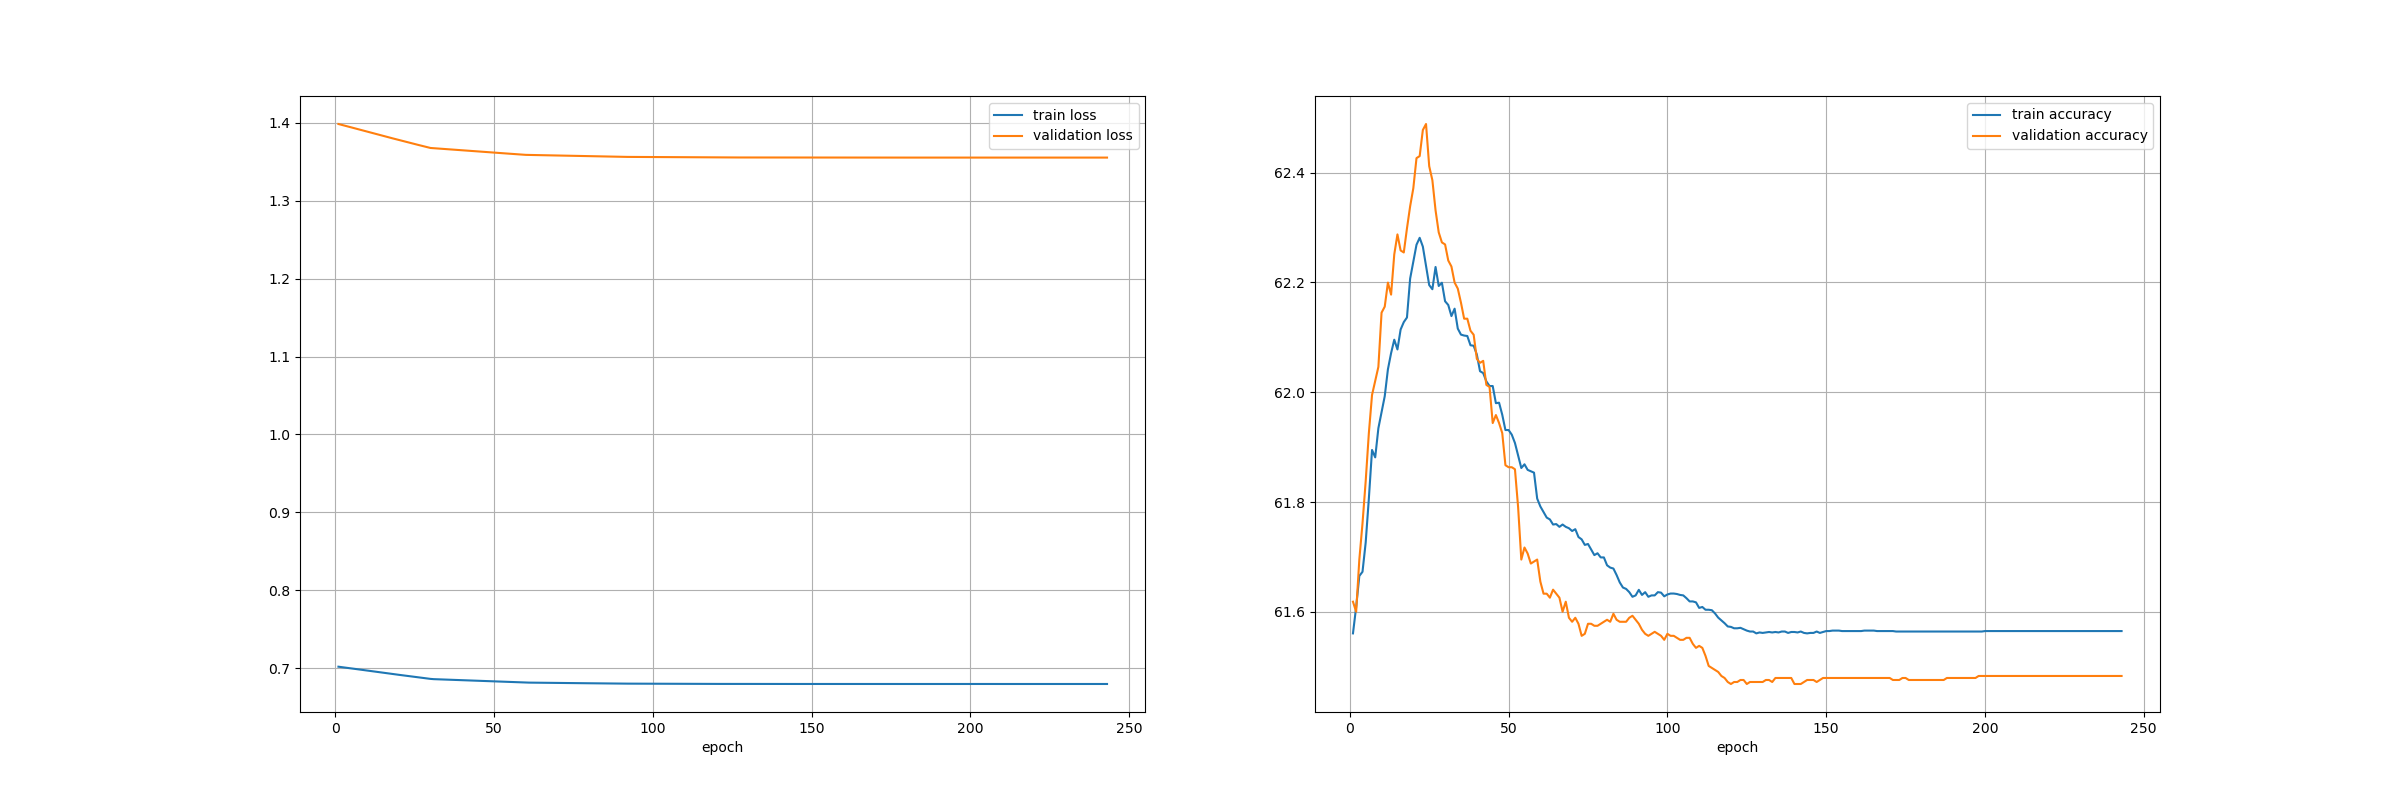 train loss
validation loss
1.4
1.3
1.2
1.1
1.0
0.9
0.8
0.7
0 50 100 150 200 250
epoch
train accuracy
validation accuracy
62.4
62.2
62.0
61.8
61.6
0 50 100 150 200 250
epoch